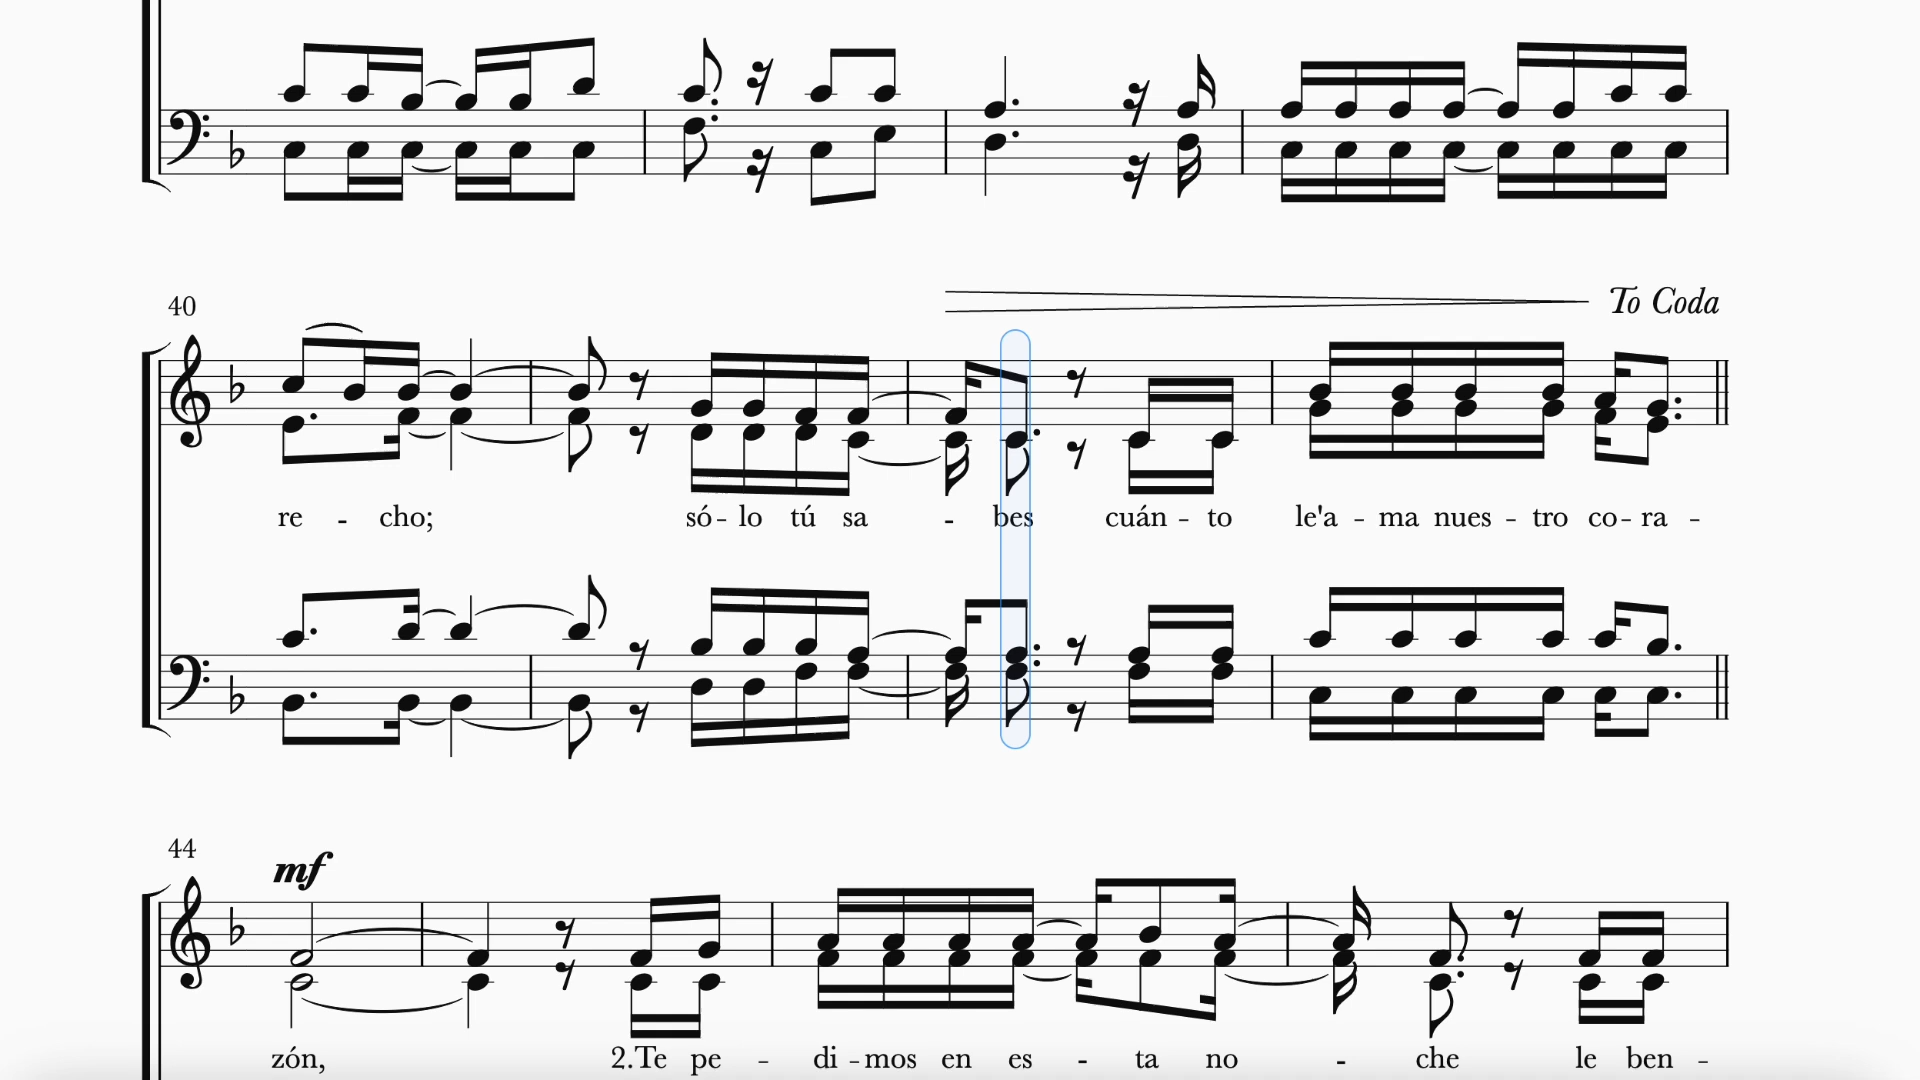 40
To Coda
re - cho; só - lo tú sa - bes cuán - to le'a - ma nues - tro co - ra -
44
mf
zón, 2.Te pe - di - mos en es - ta no - che le ben -